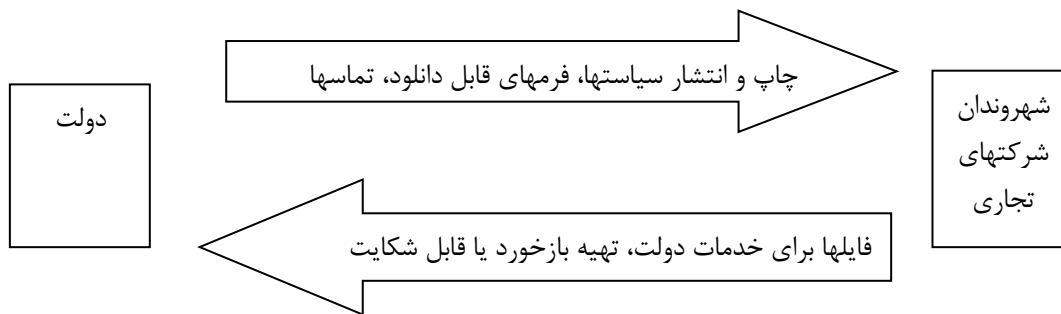 چاپ و انتشار سیاستها، فرمهای قابل دانلود، تماسها
شهروندان
شرکتهای
تجاری
دولت
فایلها برای خدمات دولت، تهیه بازخورد یا قابل شکایت